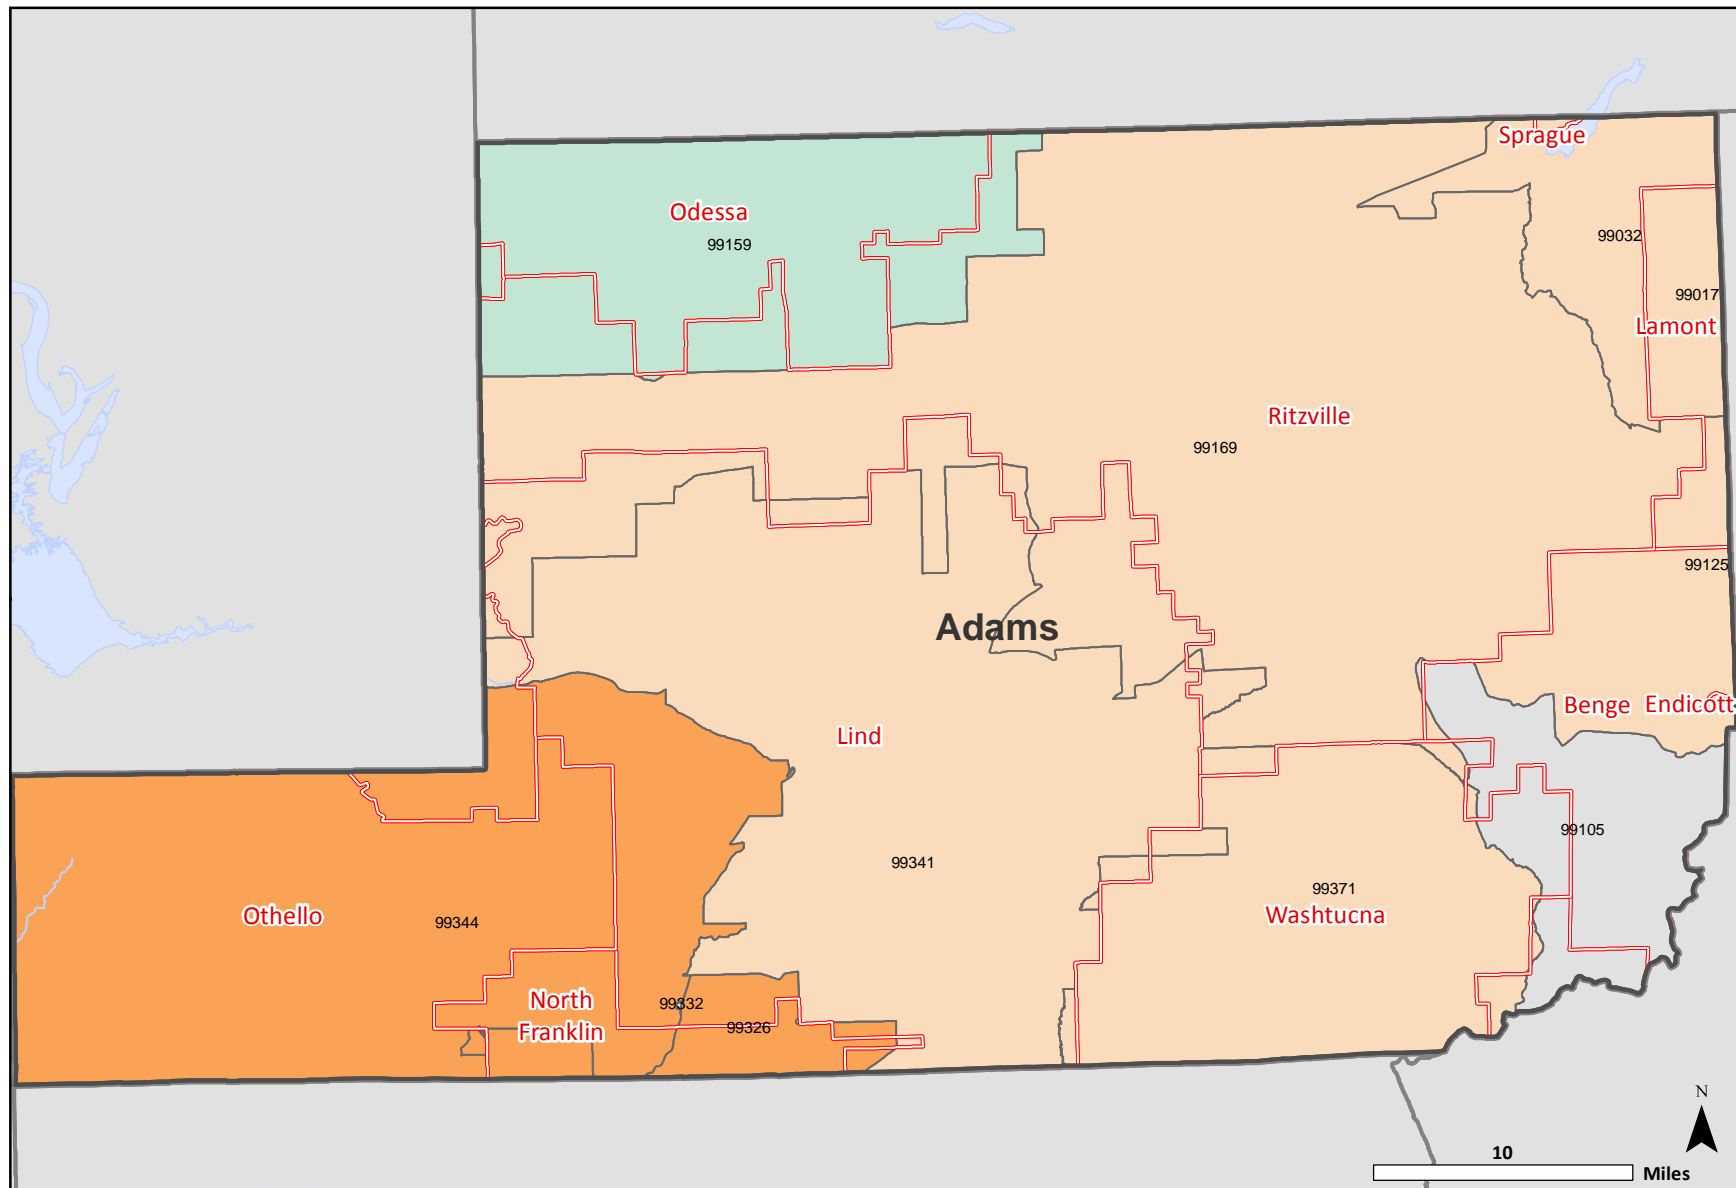 Sprague
Odessa
99159
99032
99017
Lamont
Ritzville
99169
99125
Adams
Benge
Endicott
Lind
99105
99341
99371
Othello
99344
Washtucna
North
Franklin
99332
99326
N
10
Miles